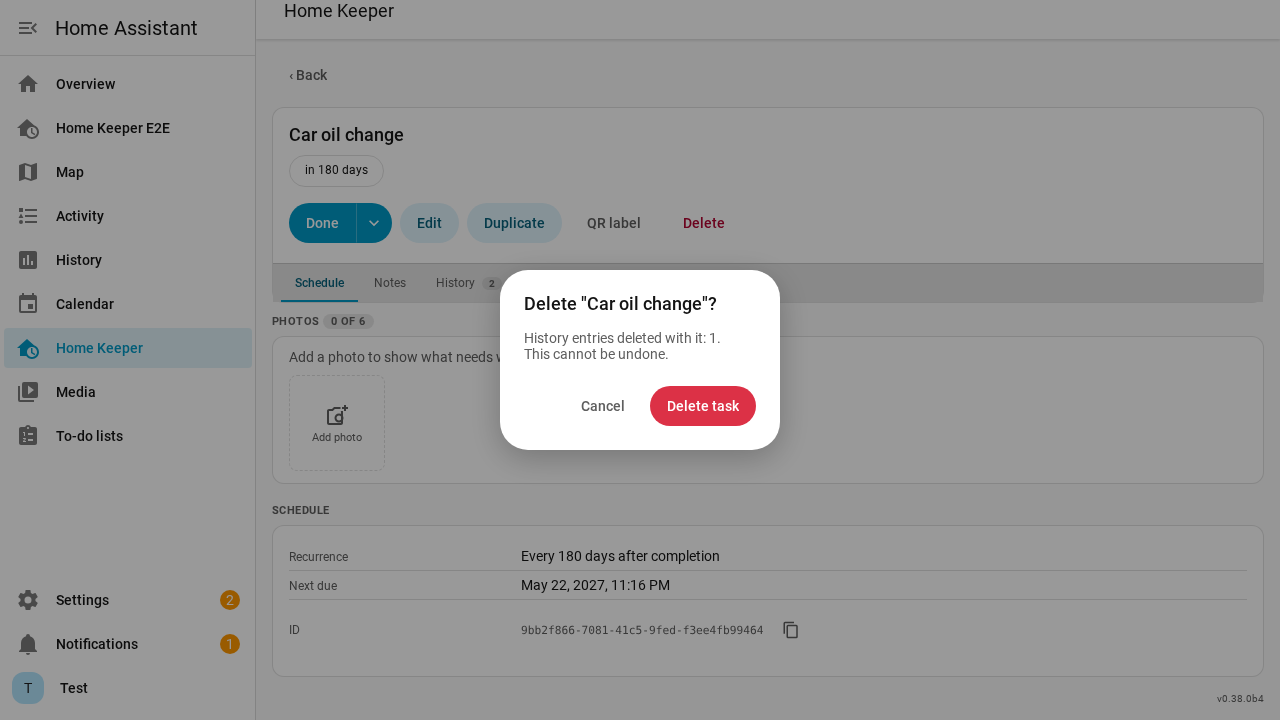 Home Assistant
Overview
Home Keeper E2E
Map
Activity
History
Calendar
Home Keeper
Media
To-do lists
Settings 2
Notifications 1
T Test
Home Keeper
‹ Back
Car oil change
in 180 days
Done Edit Duplicate QR label Delete
Schedule Notes History 2
PHOTOS 0 OF 6
Add a photo to show what needs
Add photo
Delete "Car oil change"?
History entries deleted with it: 1.
This cannot be undone.
Cancel Delete task
SCHEDULE
Recurrence Every 180 days after completion
Next due May 22, 2027, 11:16 PM
ID 9bb2f866-7081-41c5-9fed-f3ee4fb99464
v0.38.0b4